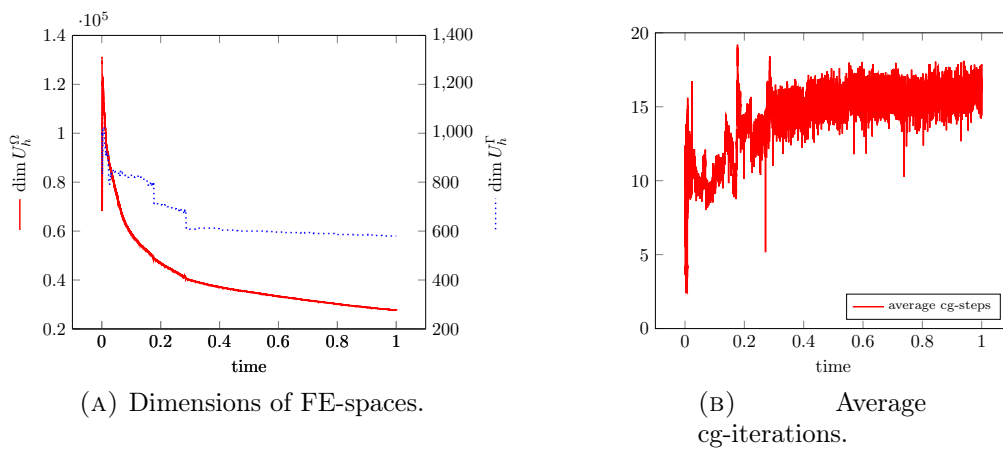 ·10⁵
1.4
1.2
1
0.8
0.6
0.4
0.2
1,400
1,200
1,000
800
600
400
200
0 0.2 0.4 0.6 0.8 1
time
dim U_h^Ω
dim U_h^Γ
(A) Dimensions of FE-spaces.
20
15
10
5
0
0 0.2 0.4 0.6 0.8 1
time
average cg-steps
(B) Average
cg-iterations.